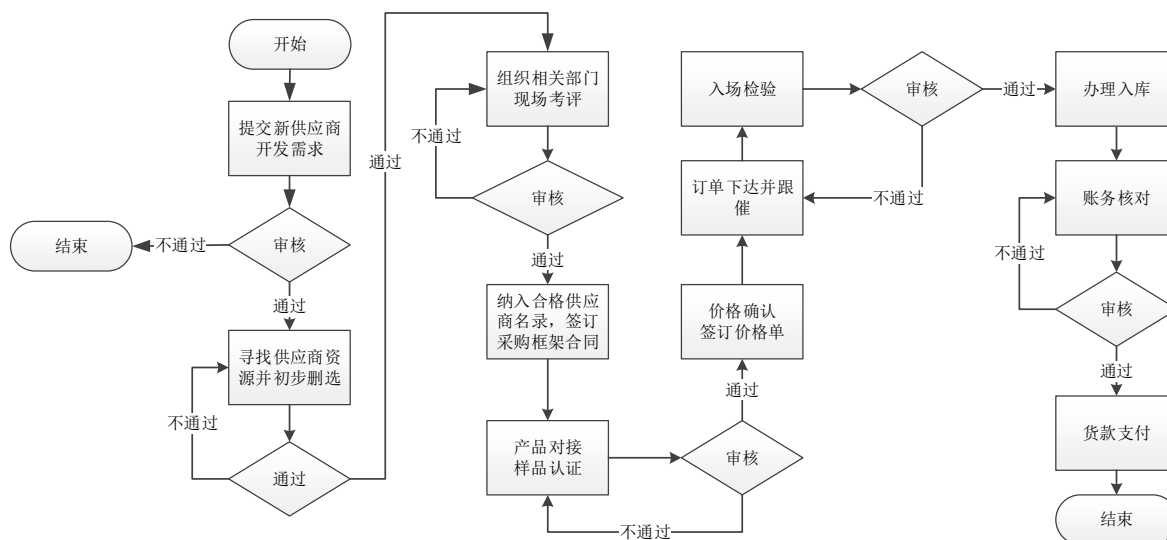 开始
提交新供应商
开发需求
审核
不通过
结束
通过
寻找供应商资
源并初步删选
不通过
通过
通过
组织相关部门
现场考评
不通过
审核
通过
纳入合格供应
商名录，签订
采购框架合同
产品对接
样品认证
审核
不通过
通过
价格确认
签订价格单
订单下达并跟
催
入场检验
审核
不通过
通过
办理入库
账务核对
不通过
审核
通过
货款支付
结束